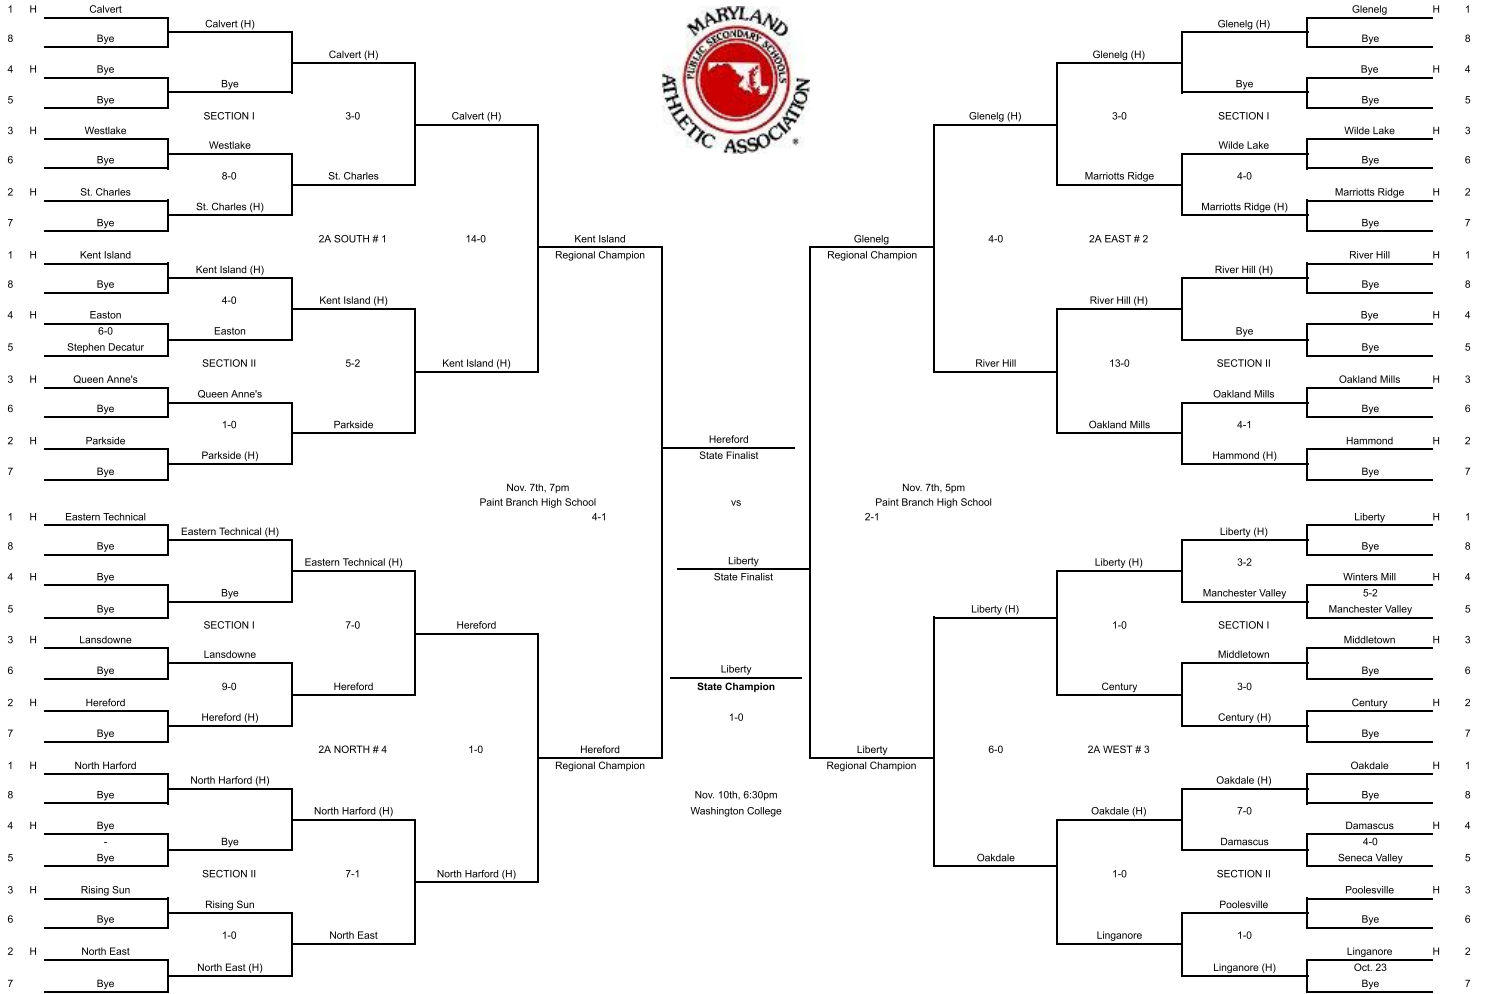 1 H Calvert
8 Bye
4 H Bye
5 Bye
3 H Westlake
6 Bye
2 H St. Charles
7 Bye
1 H Kent Island
8 Bye
4 H Easton
6-0
5 Stephen Decatur
3 H Queen Anne's
6 Bye
2 H Parkside
7 Bye
1 H Eastern Technical
8 Bye
4 H Bye
5 Bye
3 H Lansdowne
6 Bye
2 H Hereford
7 Bye
1 H North Harford
8 Bye
4 H Bye
-
5 Bye
3 H Rising Sun
6 Bye
2 H North East
7 Bye
Calvert (H)
Bye
SECTION I
Westlake
8-0
St. Charles (H)
Kent Island (H)
4-0
Easton
SECTION II
Queen Anne's
1-0
Parkside (H)
Eastern Technical (H)
Bye
SECTION I
Lansdowne
9-0
Hereford (H)
North Harford (H)
Bye
SECTION II
Rising Sun
1-0
North East (H)
Calvert (H)
3-0
St. Charles
2A SOUTH # 1
Kent Island (H)
5-2
Parkside
Eastern Technical (H)
7-0
Hereford
2A NORTH # 4
North Harford (H)
7-1
North East
Calvert (H)
14-0
Kent Island (H)
Hereford
1-0
North Harford (H)
Kent Island
Regional Champion
Nov. 7th, 7pm
Paint Branch High School
4-1
Hereford
Regional Champion
MARYLAND
PUBLIC SECONDARY SCHOOLS
ATHLETIC ASSOCIATION
®
Hereford
State Finalist
vs
Liberty
State Finalist
Liberty
State Champion
1-0
Nov. 10th, 6:30pm
Washington College
Glenelg
Regional Champion
Nov. 7th, 5pm
Paint Branch High School
2-1
Liberty
Regional Champion
Glenelg (H)
4-0
River Hill
Liberty (H)
6-0
Oakdale
Glenelg (H)
3-0
Marriotts Ridge
2A EAST # 2
River Hill (H)
13-0
Oakland Mills
Liberty (H)
1-0
Century
2A WEST # 3
Oakdale (H)
1-0
Linganore
Glenelg (H)
Bye
SECTION I
Wilde Lake
4-0
Marriotts Ridge (H)
River Hill (H)
Bye
SECTION II
Oakland Mills
4-1
Hammond (H)
Liberty (H)
3-2
Manchester Valley
SECTION I
Middletown
3-0
Century (H)
Oakdale (H)
7-0
Damascus
SECTION II
Poolesville
1-0
Linganore (H)
Glenelg H 1
Bye 8
Bye H 4
Bye 5
Wilde Lake H 3
Bye 6
Marriotts Ridge H 2
Bye 7
River Hill H 1
Bye 8
Bye H 4
Bye 5
Oakland Mills H 3
Bye 6
Hammond H 2
Bye 7
Liberty H 1
Bye 8
Winters Mill H 4
5-2
Manchester Valley 5
Middletown H 3
Bye 6
Century H 2
Bye 7
Oakdale H 1
Bye 8
Damascus H 4
4-0
Seneca Valley 5
Poolesville H 3
Bye 6
Linganore H 2
Oct. 23
Bye 7